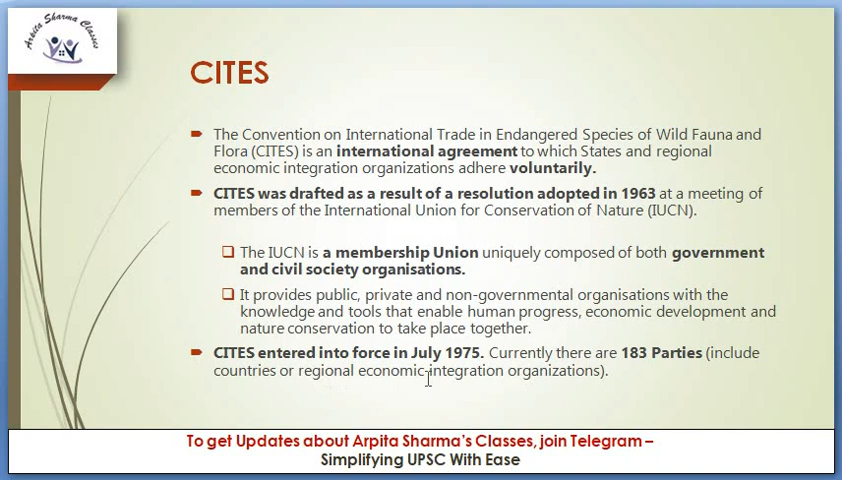 Arpita Sharma Classes
CITES
The Convention on International Trade in Endangered Species of Wild Fauna and
Flora (CITES) is an international agreement to which States and regional
economic integration organizations adhere voluntarily.
CITES was drafted as a result of a resolution adopted in 1963 at a meeting of
members of the International Union for Conservation of Nature (IUCN).
The IUCN is a membership Union uniquely composed of both government
and civil society organisations.
It provides public, private and non-governmental organisations with the
knowledge and tools that enable human progress, economic development and
nature conservation to take place together.
CITES entered into force in July 1975. Currently there are 183 Parties (include
countries or regional economic integration organizations).
To get Updates about Arpita Sharma's Classes, join Telegram –
Simplifying UPSC With Ease